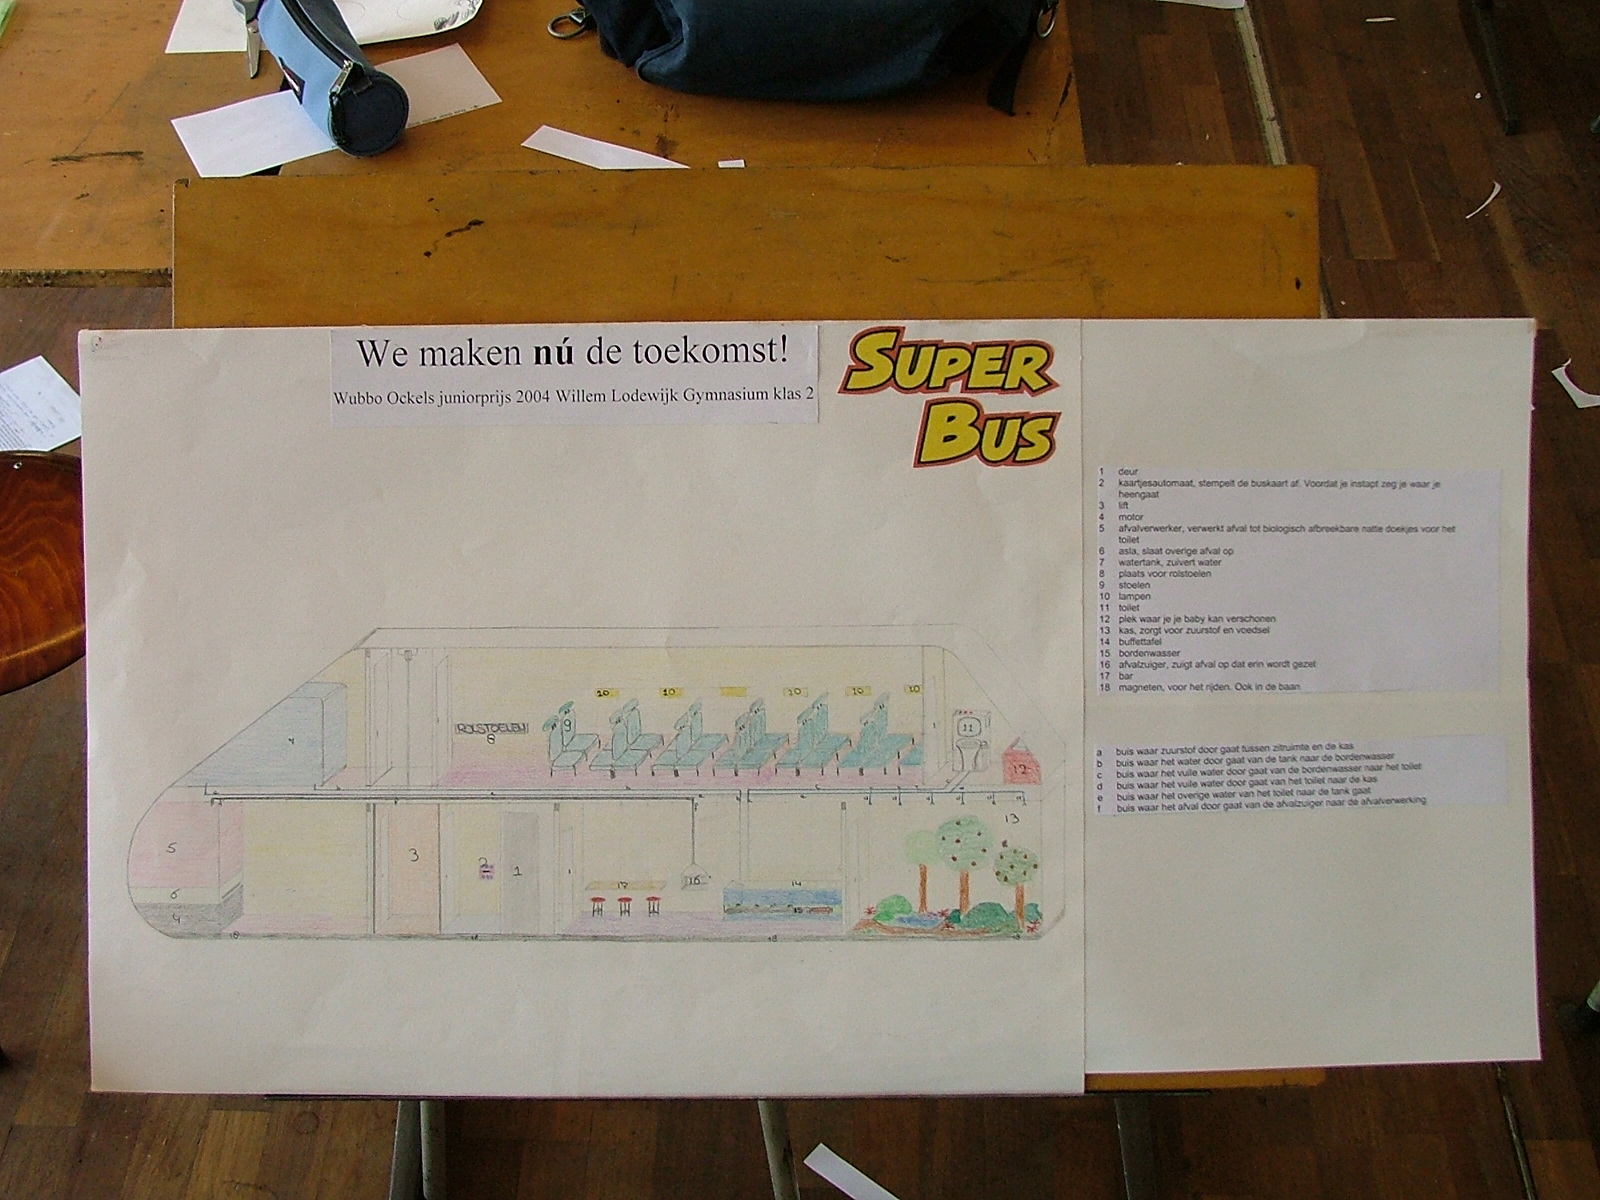 We maken nú de toekomst!
Wubbo Ockels juniorprijs 2004 Willem Lodewijk Gymnasium klas 2
SUPER
BUS
1 deur
2 kaartjesautomaat, stempelt de buskaart af. Voordat je instapt zeg je waar je
heengaat
3 lift
4 motor
5 afvalverwerker, verwerkt afval tot biologisch afbreekbare natte doekjes voor het
toilet
6 asla, slaat overige afval op
7 watertank, zuivert water
8 plaats voor rolstoelen
9 stoelen
10 lampen
11 toilet
12 plek waar je je baby kan verschonen
13 kas, zorgt voor zuurstof en voedsel
14 buffettafel
15 bordenwasser
16 afvalzuiger, zuigt afval op dat erin wordt gezet
17 bar
18 magneten, voor het rijden. Ook in de baan
a buis waar zuurstof door gaat tussen zitruimte en de kas
b buis waar het water door gaat van de tank naar de bordenwasser
c buis waar het vuile water door gaat van de bordenwasser naar het toilet
d buis waar het vuile water door gaat van het toilet naar de kas
e buis waar het overige water van het toilet naar de tank gaat
f buis waar het afval door gaat van de afvalzuiger naar de afvalverwerking
10 10 10 10 10
ROLSTOELEN
8
9
11
12
4
13
5
3
2
1
17
16
14
15
6
4
18 18 18 18